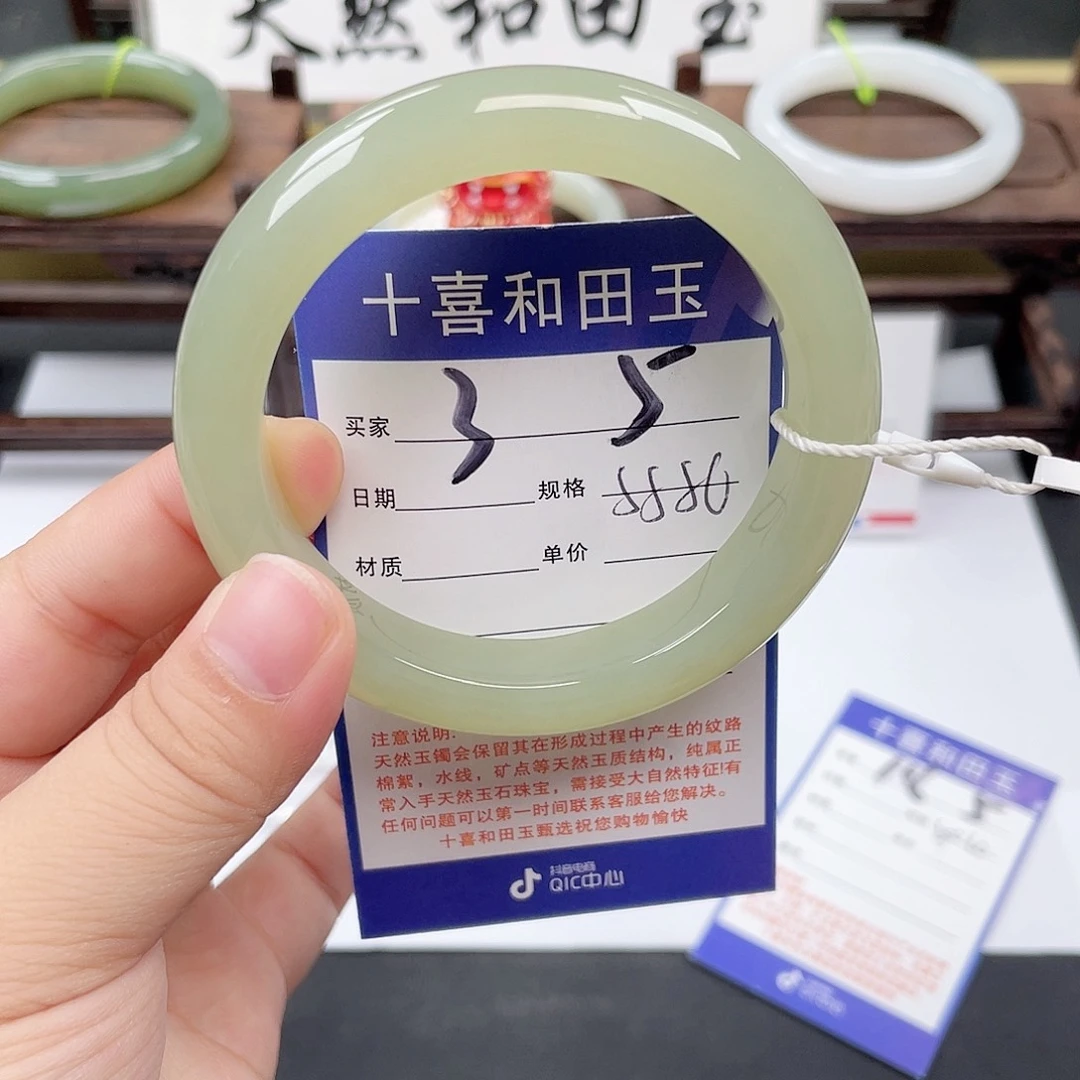 天然和田玉
十喜和田玉
3 5
买家
日期 规格
材质 单价
注意说明:
天然玉镯会保留其在形成过程中产生的纹路
棉絮，水线，矿点等天然玉质结构，纯属正
常入手天然玉石珠宝，需接受大自然特征!有
任何问题可以第一时间联系客服给您解决。
十喜和田玉甄选祝您购物愉快
抖音电商
QIC中心
十喜和田玉